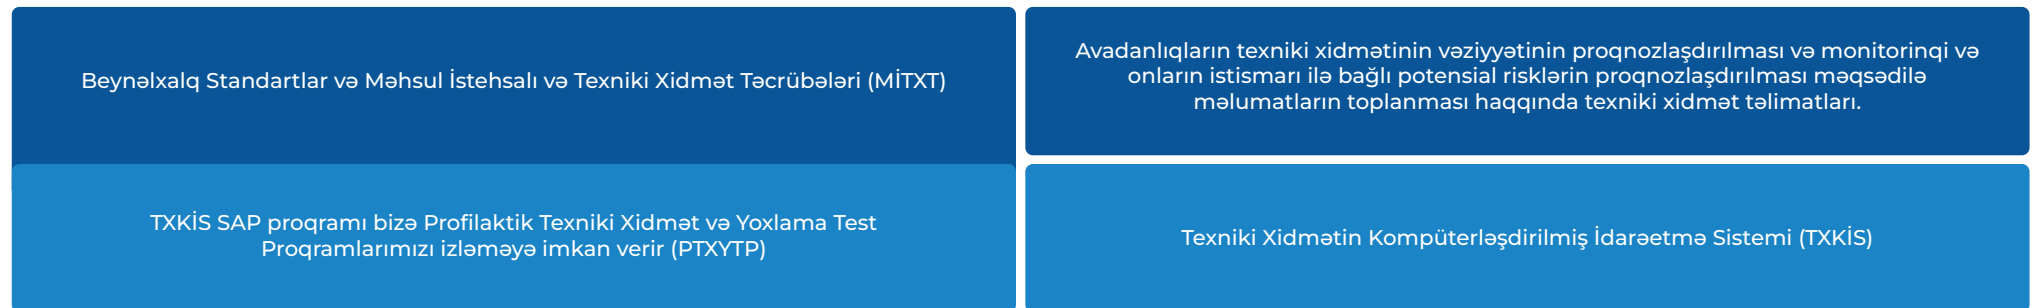 Beynəlxalq Standartlar və Məhsul İstehsalı və Texniki Xidmət Təcrübələri (MİTXT)
Avadanlıqların texniki xidmətinin vəziyyətinin proqnozlaşdırılması və monitorinqi və
onların istismarı ilə bağlı potensial risklərin proqnozlaşdırılması məqsədilə
məlumatların toplanması haqqında texniki xidmət təlimatları.
TXKİS SAP proqramı bizə Profilaktik Texniki Xidmət və Yoxlama Test
Proqramlarımızı izləməyə imkan verir (PTXYTP)
Texniki Xidmətin Kompüterləşdirilmiş İdarəetmə Sistemi (TXKİS)